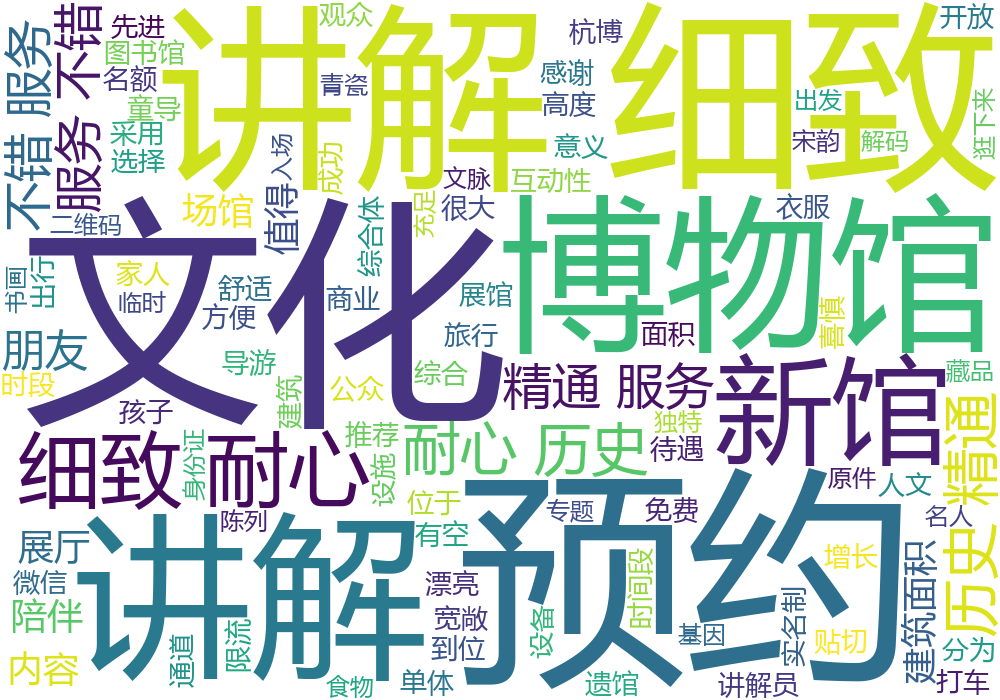 先进
观众
杭博
开放
讲解 细致
不错 服务
服务 不错
图书馆
名额
青瓷
感谢
高度
出发
童导
采用
选择
宋韵
解码
逛下来
入场
成功
文脉
互动性
意义
二维码
场馆
值得
综合体
充足
很大
衣服
文化
博物馆
书画
出行
家人
临时
舒适
方便
商业
展馆
旅行
面积
喜慎
朋友
导游
时段
孩子
建筑
公众
综合
精通 服务
新馆
藏品
独特
待遇
细致 耐心
身份证
推荐
设施
耐心 历史
历史 精通
位于
陈列
有空
专题
免费
原件
人文
名人
讲解
预约
展厅
微信
陪伴
内容
通道
限流
食物
漂亮
宽敞
到位
单体
设备
时间段
遗馆
基因
实名制
讲解员
增长
贴切
建筑面积
分为
打车